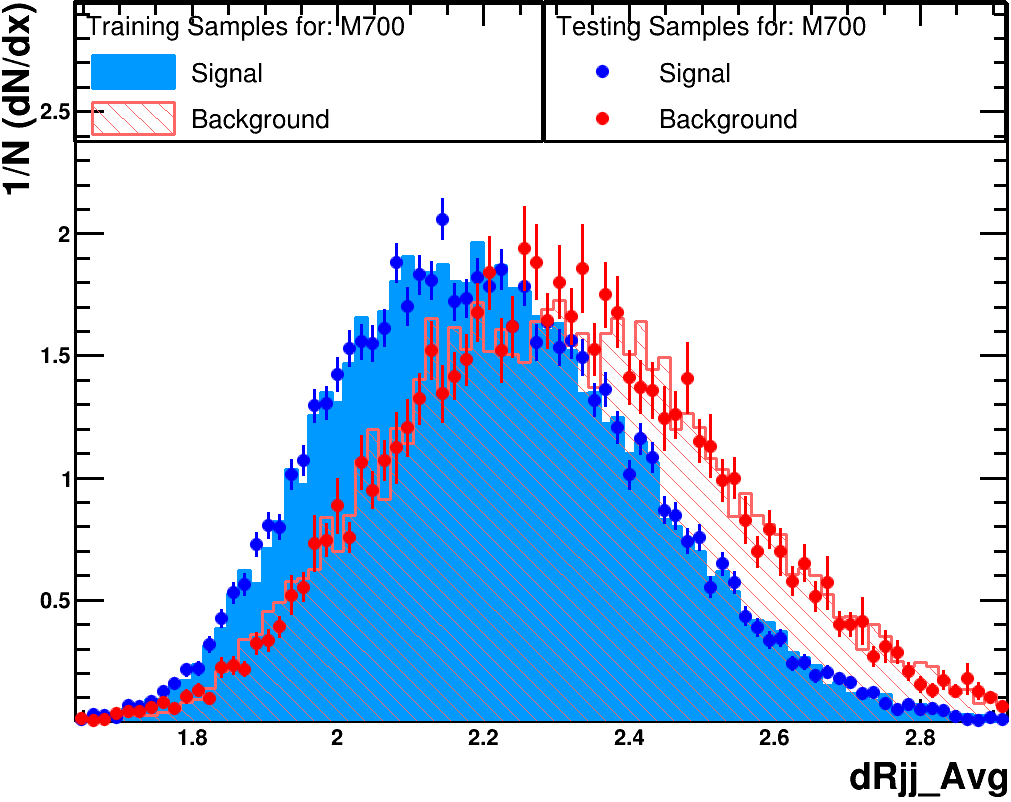 Training Samples for: M700
Signal
Background
Testing Samples for: M700
Signal
Background
1/N (dN/dx)
2.5
2
1.5
1
0.5
1.8
2
2.2
2.4
2.6
2.8
dRjj_Avg